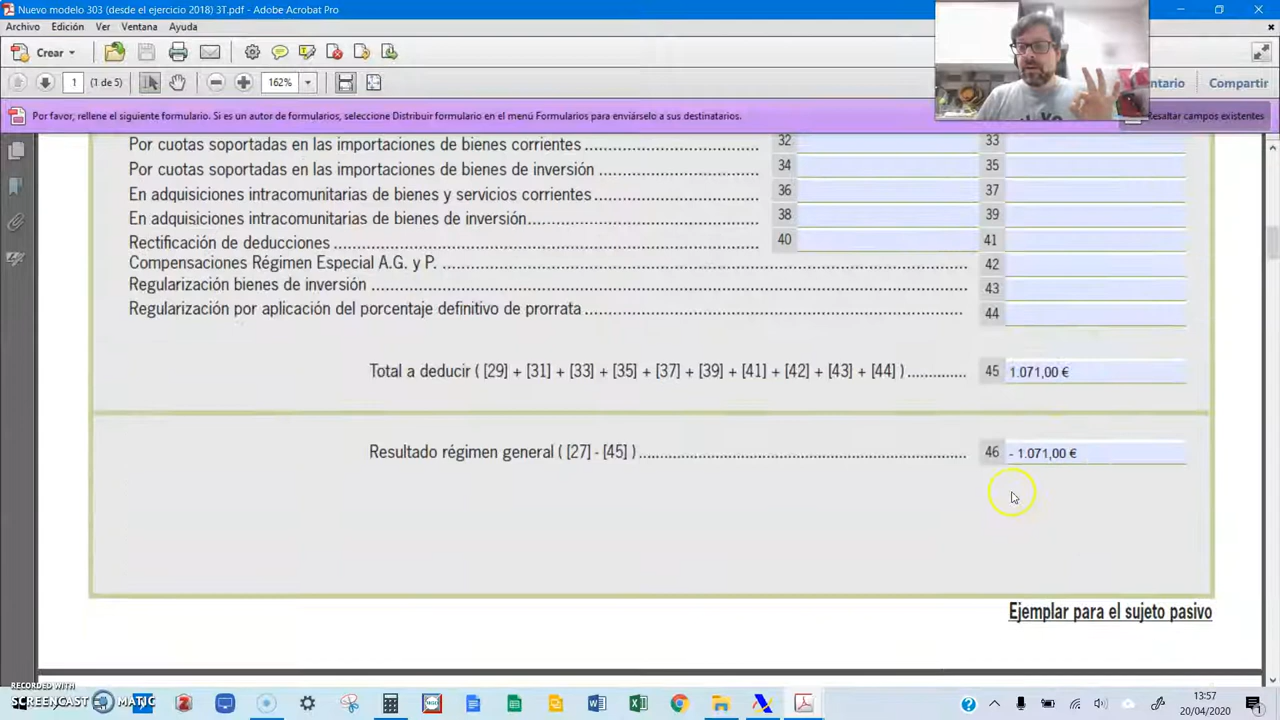 Nuevo modelo 303 (desde el ejercicio 2018) 3T.pdf - Adobe Acrobat Pro
Archivo Edición Ver Ventana Ayuda
Crear
1 (1 de 5) 162% Compartir
Por favor, rellene el siguiente formulario. Si es un autor de formularios, seleccione Distribuir formulario en el menú Formularios para enviárselo a sus destinatarios. campos existentes
Por cuotas soportadas en las importaciones de bienes corrientes 32 33
Por cuotas soportadas en las importaciones de bienes de inversión 34 35
En adquisiciones intracomunitarias de bienes y servicios corrientes 36 37
En adquisiciones intracomunitarias de bienes de inversión 38 39
Rectificación de deducciones 40 41
Compensaciones Régimen Especial A.G. y P. 42
Regularización bienes de inversión 43
Regularización por aplicación del porcentaje definitivo de prorrata 44
Total a deducir ( [29] + [31] + [33] + [35] + [37] + [39] + [41] + [42] + [43] + [44] ) 45 1.071,00 €
Resultado régimen general ( [27] - [45] ) 46 - 1.071,00 €
Ejemplar para el sujeto pasivo
RECORDED WITH
SCREENCAST MATIC
13:57
20/04/2020